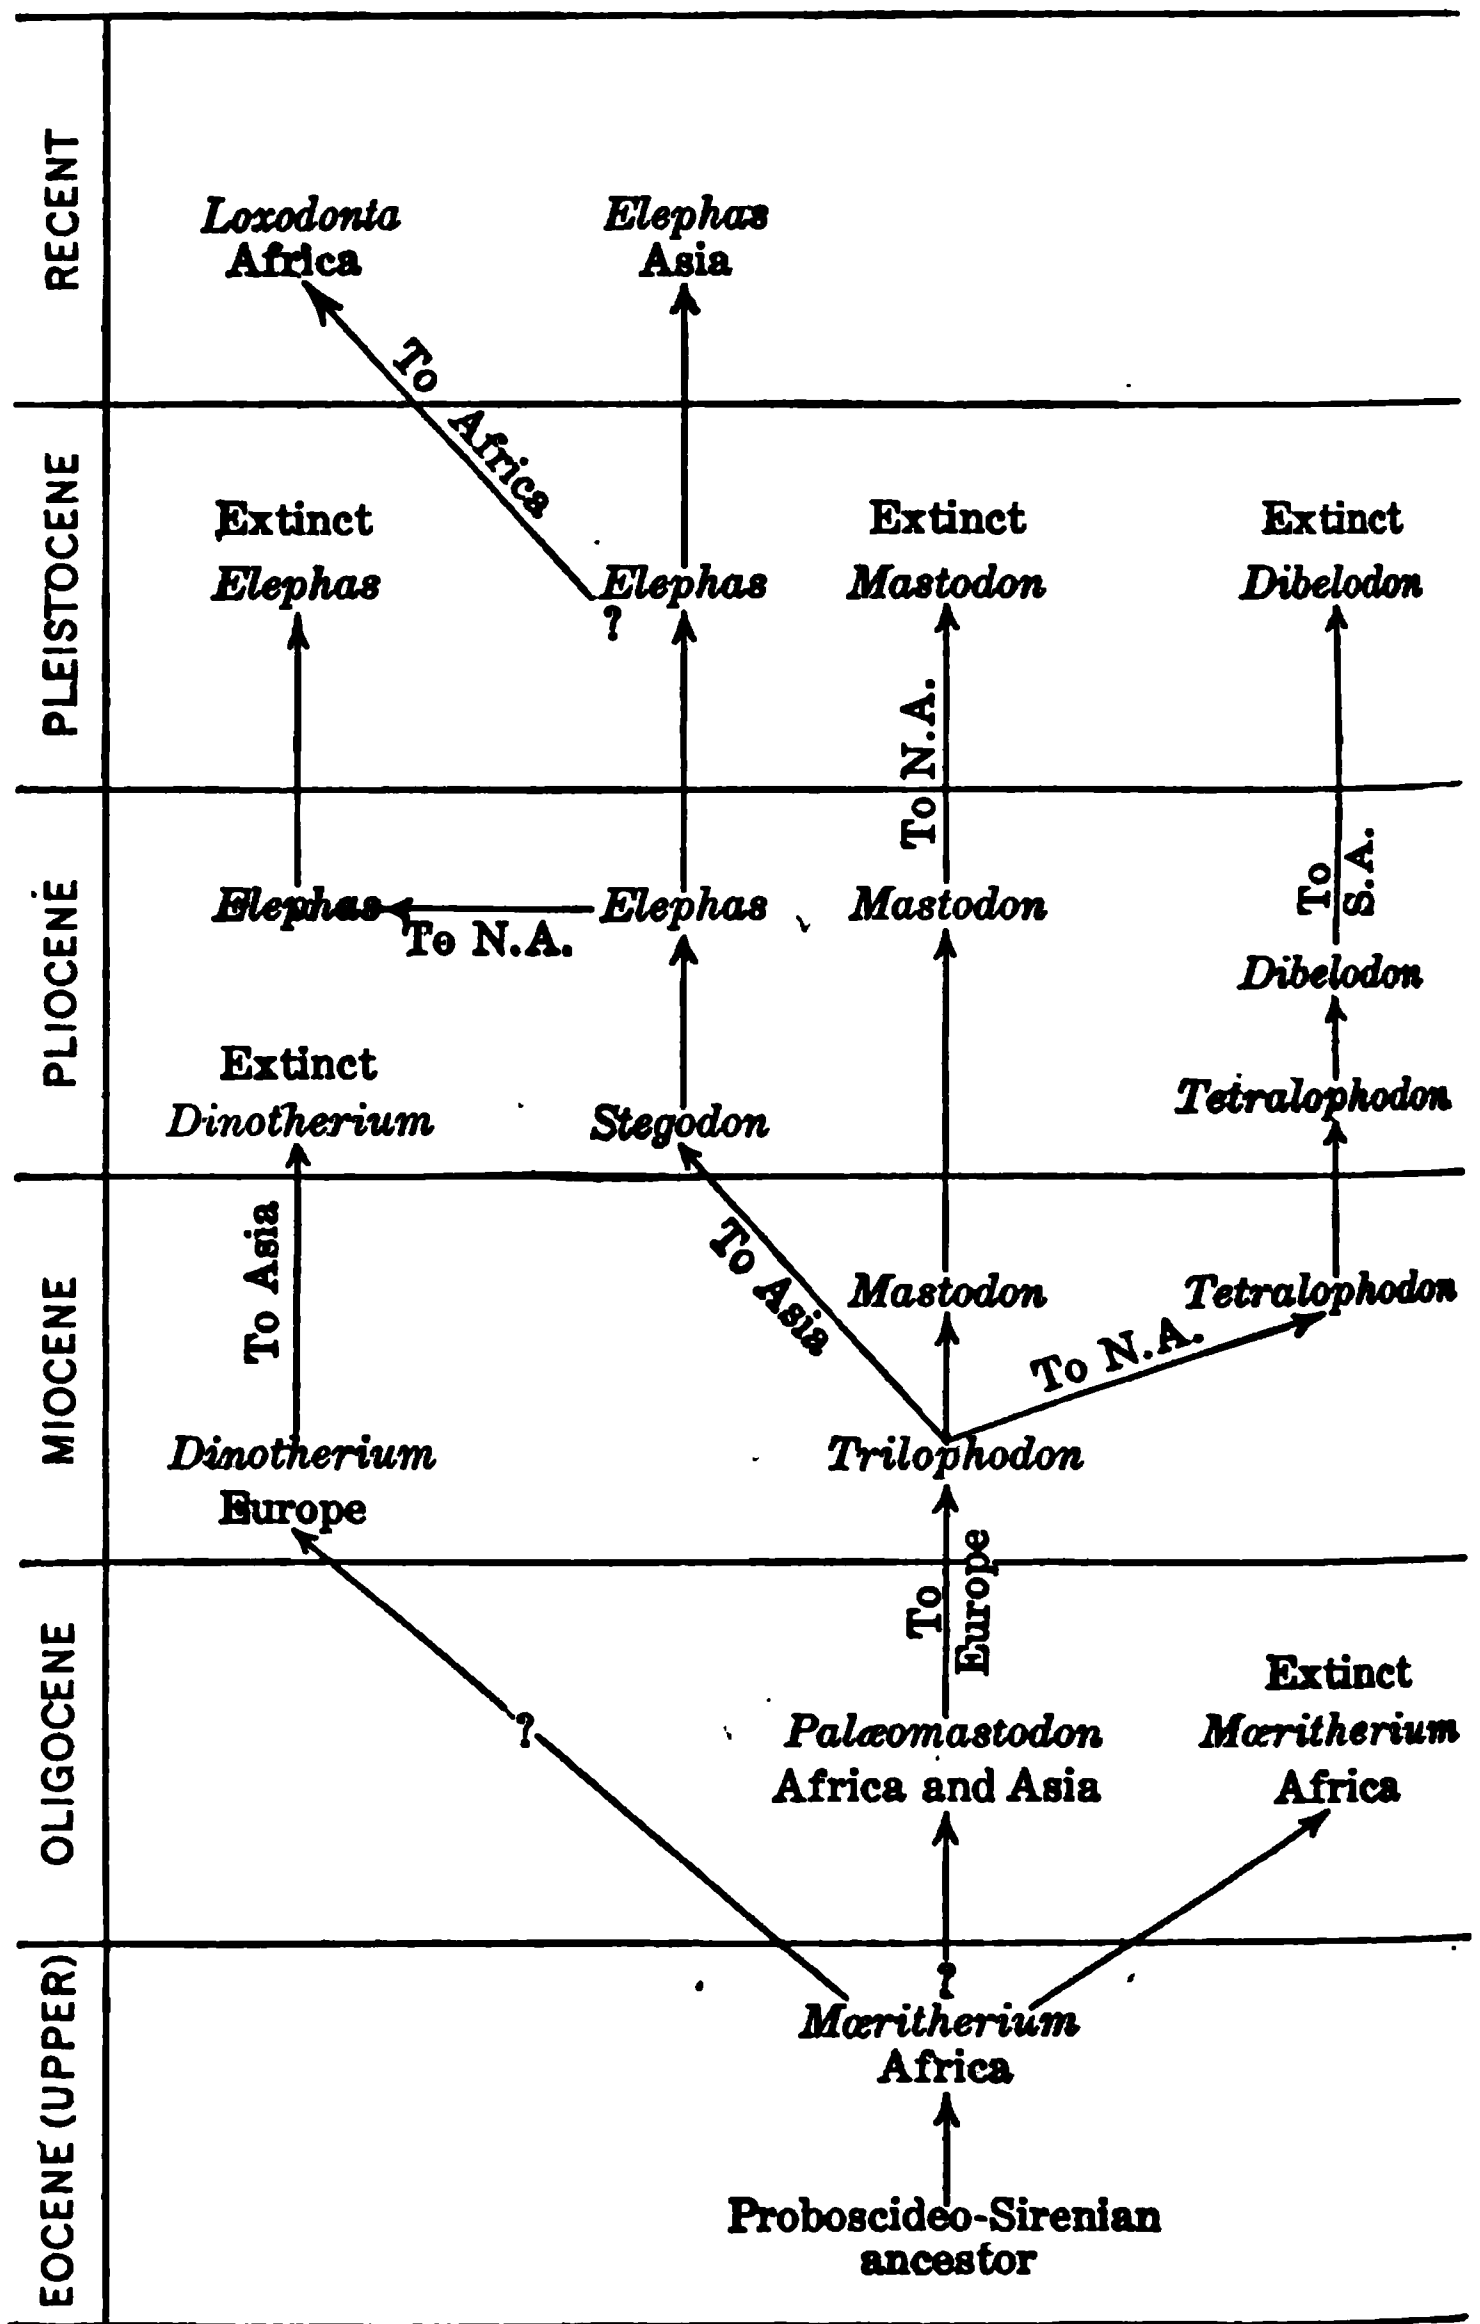 RECENT
Loxodonta
Africa
Elephas
Asia
To Africa
PLEISTOCENE
Extinct
Elephas
Elephas
?
Extinct
Mastodon
Extinct
Dibelodon
To N.A.
PLIOCENE
Elephas
To N.A.
Elephas
Mastodon
To
S.A.
Dibelodon
Extinct
Dinotherium
Stegodon
Tetralophodon
MIOCENE
To Asia
To Asia
Mastodon
Tetralophodon
To N.A.
Dinotherium
Europe
Trilophodon
OLIGOCENE
To
Europe
?
Palæomastodon
Africa and Asia
Extinct
Mœritherium
Africa
EOCENE (UPPER)
?
Mœritherium
Africa
Proboscideo-Sirenian
ancestor